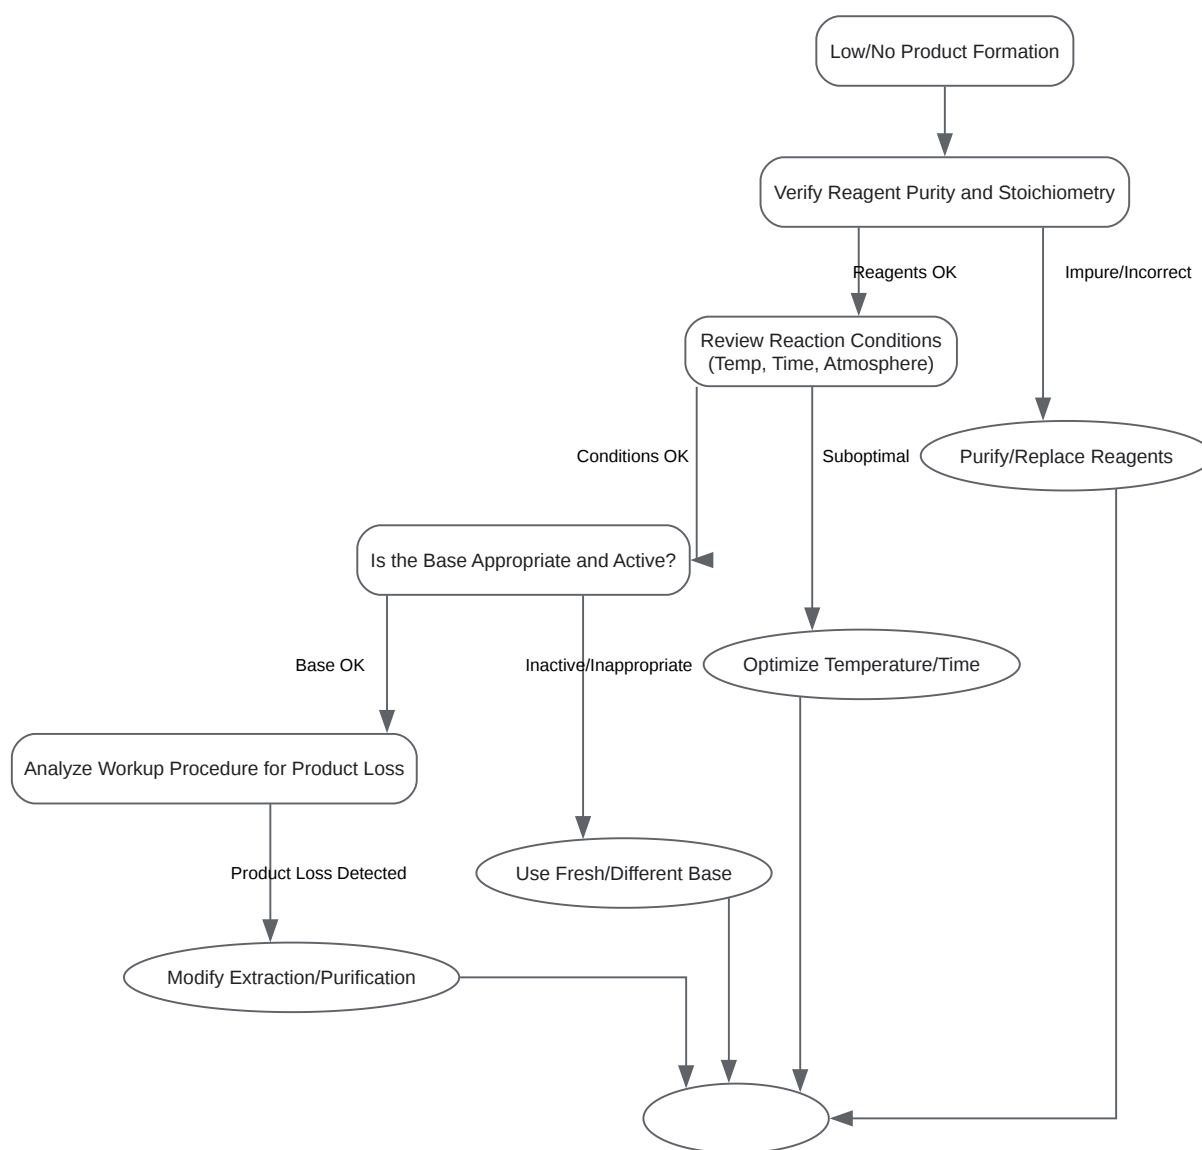 Low/No Product Formation
Verify Reagent Purity and Stoichiometry
Reagents OK
Impure/Incorrect
Review Reaction Conditions
(Temp, Time, Atmosphere)
Conditions OK
Suboptimal
Purify/Replace Reagents
Is the Base Appropriate and Active?
Base OK
Inactive/Inappropriate
Optimize Temperature/Time
Analyze Workup Procedure for Product Loss
Product Loss Detected
Use Fresh/Different Base
Modify Extraction/Purification